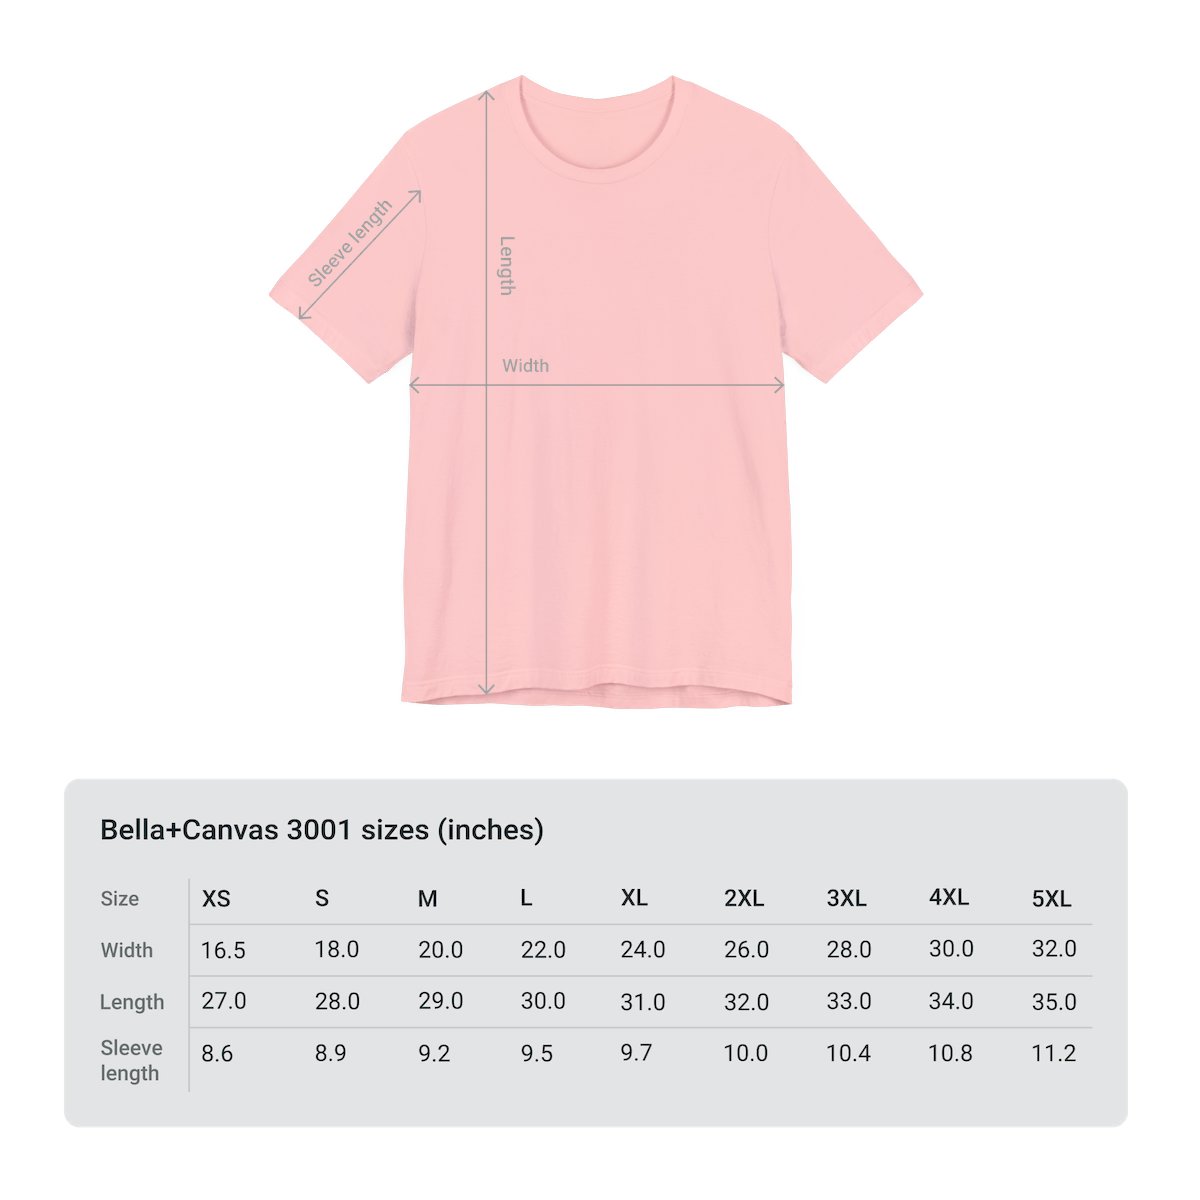 Sleeve length
Length
Width
Bella+Canvas 3001 sizes (inches)
Size XS S M L XL 2XL 3XL 4XL 5XL
Width 16.5 18.0 20.0 22.0 24.0 26.0 28.0 30.0 32.0
Length 27.0 28.0 29.0 30.0 31.0 32.0 33.0 34.0 35.0
Sleeve
length 8.6 8.9 9.2 9.5 9.7 10.0 10.4 10.8 11.2